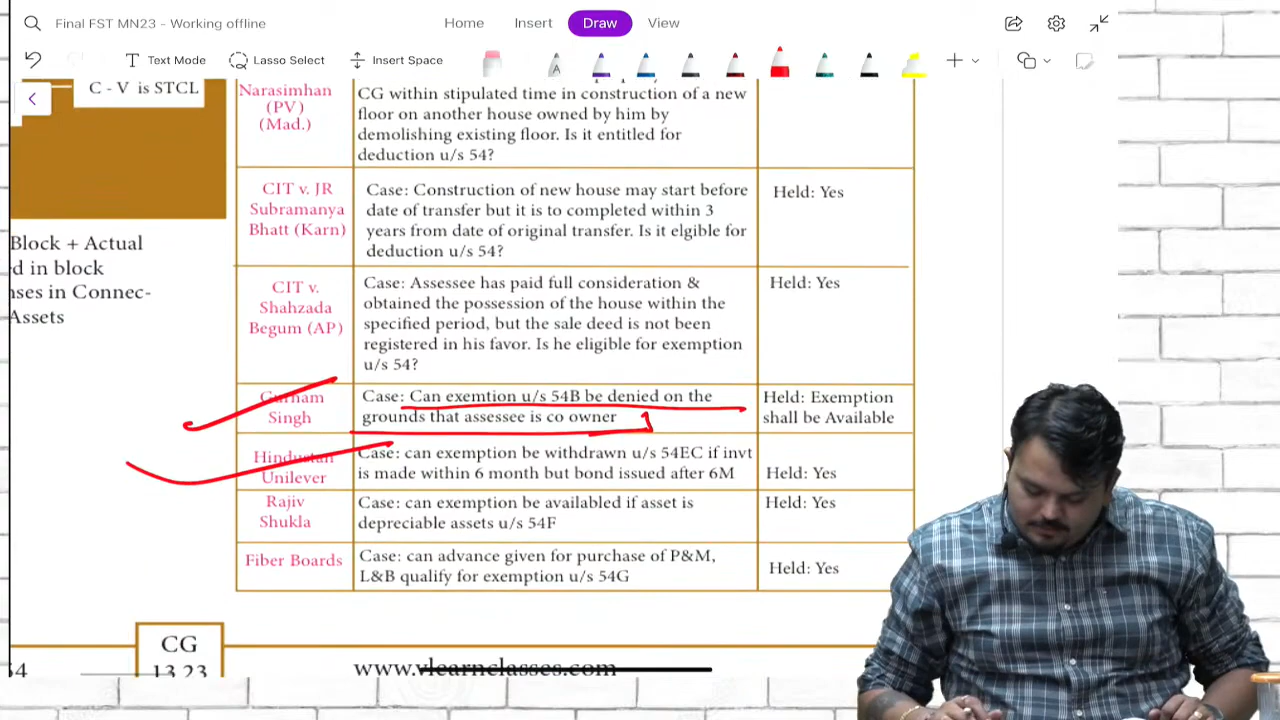 Final FST MN23 - Working offline
Home
Insert
Draw
View
Text Mode
Lasso Select
Insert Space
C - V is STCL
Block + Actual
d in block
nses in Connec-
Assets
Narasimhan
(PV)
(Mad.)
CG within stipulated time in construction of a new
floor on another house owned by him by
demolishing existing floor. Is it entitled for
deduction u/s 54?
CIT v. JR
Subramanya
Bhatt (Karn)
Case: Construction of new house may start before
date of transfer but it is to completed within 3
years from date of original transfer. Is it elgible for
deduction u/s 54?
Held: Yes
CIT v.
Shahzada
Begum (AP)
Case: Assessee has paid full consideration &
obtained the possession of the house within the
specified period, but the sale deed is not been
registered in his favor. Is he eligible for exemption
u/s 54?
Held: Yes
Gurnam
Singh
Case: Can exemtion u/s 54B be denied on the
grounds that assessee is co owner
Held: Exemption
shall be Available
Hindustan
Unilever
Case: can exemption be withdrawn u/s 54EC if invt
is made within 6 month but bond issued after 6M
Held: Yes
Rajiv
Shukla
Case: can exemption be availabled if asset is
depreciable assets u/s 54F
Held: Yes
Fiber Boards
Case: can advance given for purchase of P&M,
L&B qualify for exemption u/s 54G
Held: Yes
CG
13.23
www.vlearnclasses.com